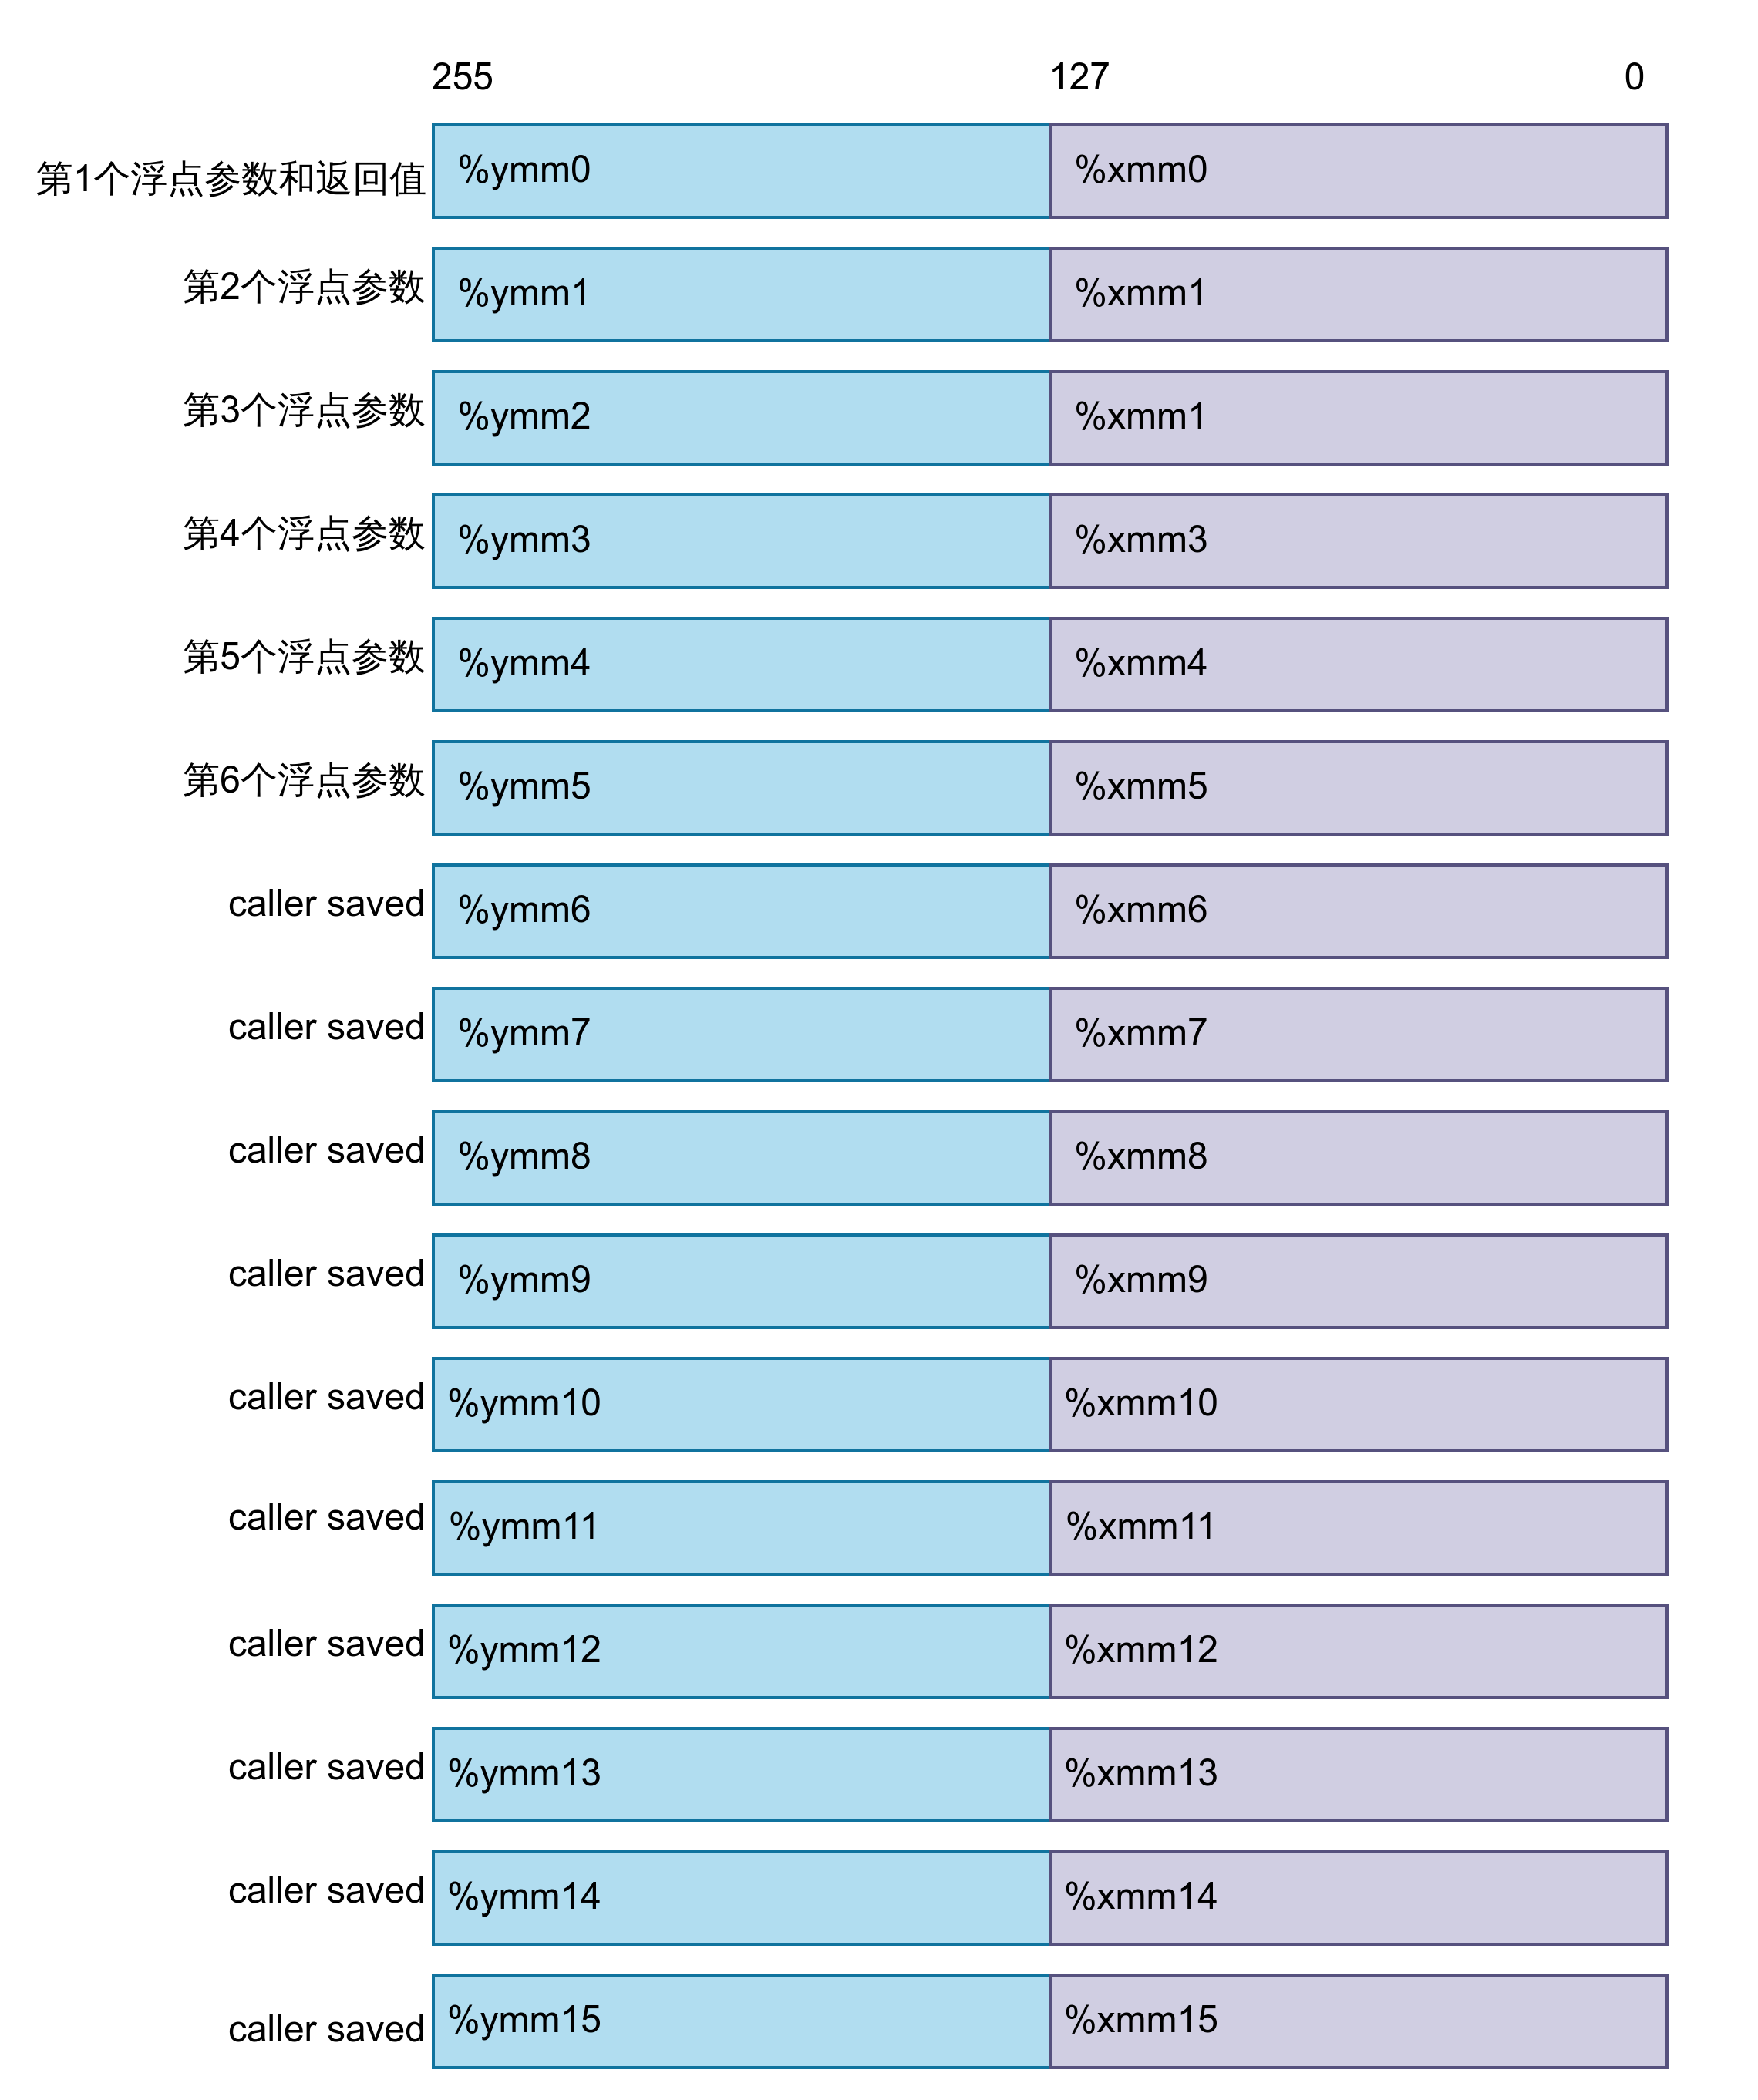 255 127 0
第1个浮点参数和返回值 %ymm0 %xmm0
第2个浮点参数 %ymm1 %xmm1
第3个浮点参数 %ymm2 %xmm1
第4个浮点参数 %ymm3 %xmm3
第5个浮点参数 %ymm4 %xmm4
第6个浮点参数 %ymm5 %xmm5
caller saved %ymm6 %xmm6
caller saved %ymm7 %xmm7
caller saved %ymm8 %xmm8
caller saved %ymm9 %xmm9
caller saved %ymm10 %xmm10
caller saved %ymm11 %xmm11
caller saved %ymm12 %xmm12
caller saved %ymm13 %xmm13
caller saved %ymm14 %xmm14
caller saved %ymm15 %xmm15